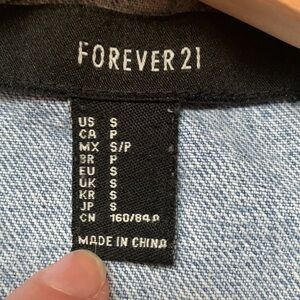 FOREVER 21
US S
CA P
MX S/P
BR P
EU S
UK S
KR S
JP S
CN 160/84A
MADE IN CHINA